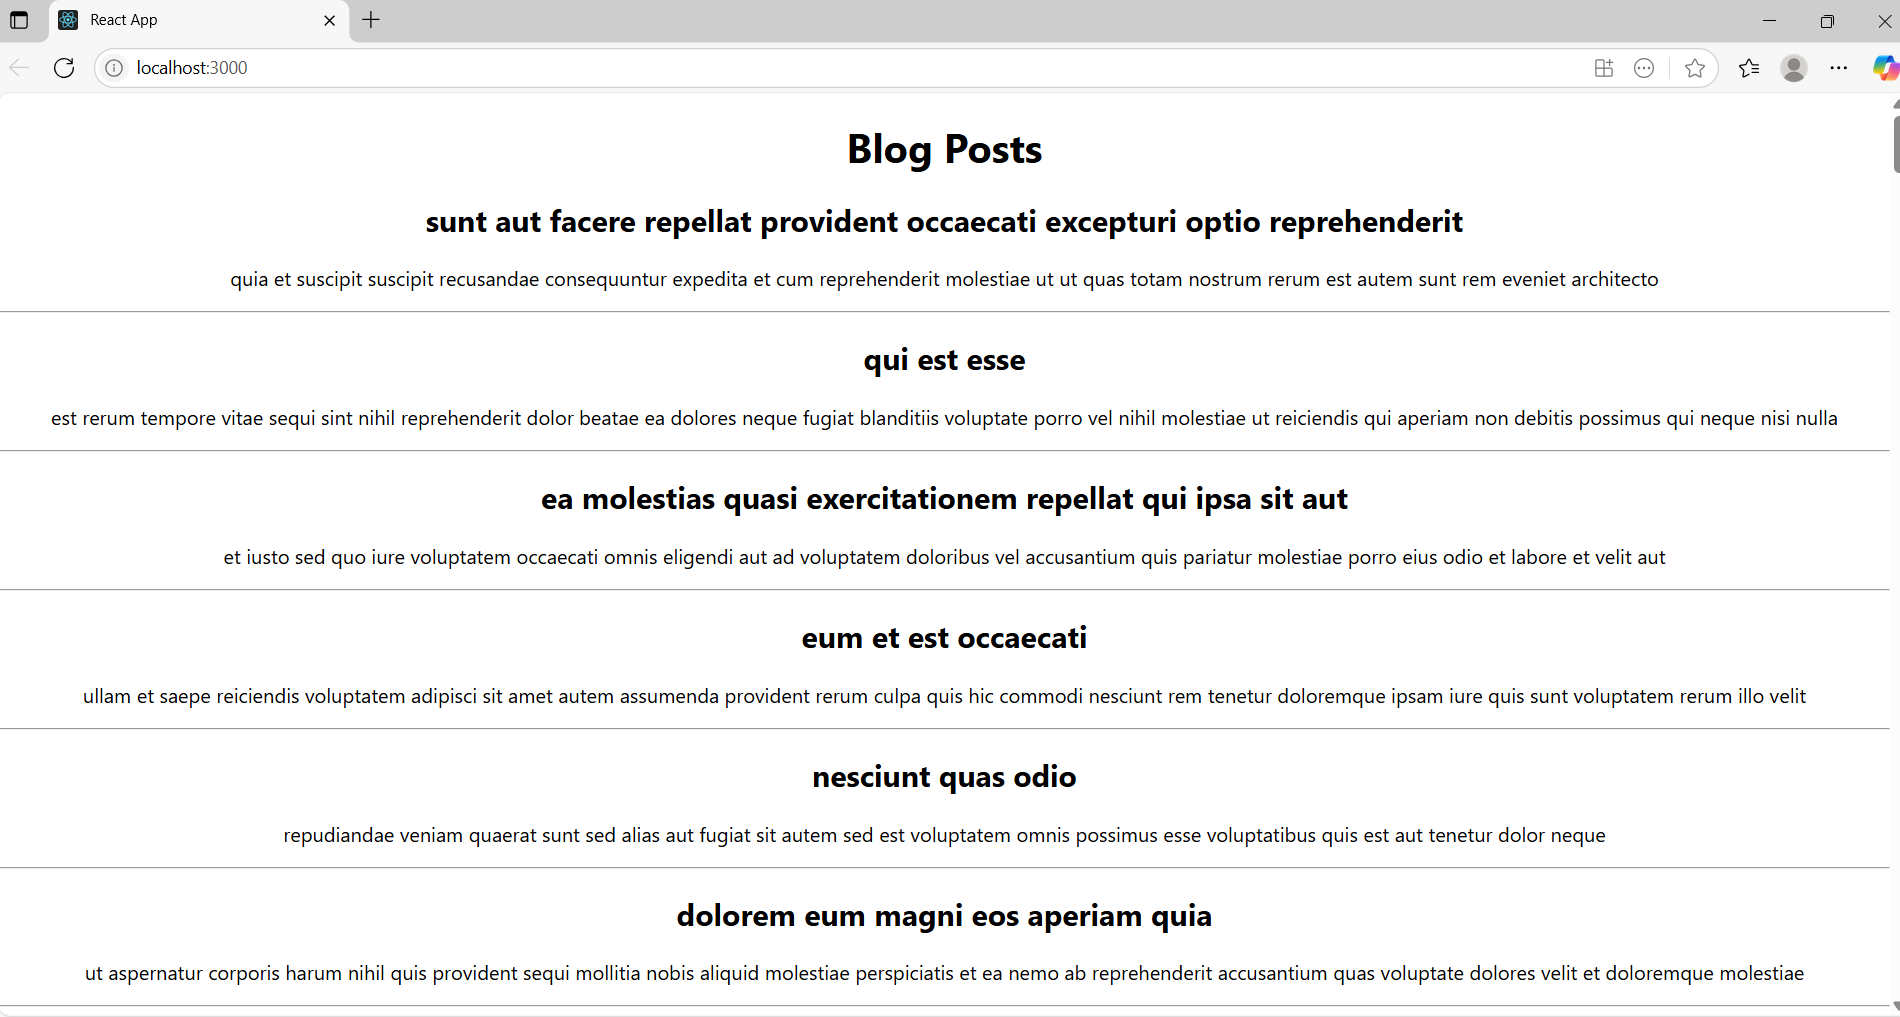 React App
localhost:3000
Blog Posts
sunt aut facere repellat provident occaecati excepturi optio reprehenderit
quia et suscipit suscipit recusandae consequuntur expedita et cum reprehenderit molestiae ut ut quas totam nostrum rerum est autem sunt rem eveniet architecto
qui est esse
est rerum tempore vitae sequi sint nihil reprehenderit dolor beatae ea dolores neque fugiat blanditiis voluptate porro vel nihil molestiae ut reiciendis qui aperiam non debitis possimus qui neque nisi nulla
ea molestias quasi exercitationem repellat qui ipsa sit aut
et iusto sed quo iure voluptatem occaecati omnis eligendi aut ad voluptatem doloribus vel accusantium quis pariatur molestiae porro eius odio et labore et velit aut
eum et est occaecati
ullam et saepe reiciendis voluptatem adipisci sit amet autem assumenda provident rerum culpa quis hic commodi nesciunt rem tenetur doloremque ipsam iure quis sunt voluptatem rerum illo velit
nesciunt quas odio
repudiandae veniam quaerat sunt sed alias aut fugiat sit autem sed est voluptatem omnis possimus esse voluptatibus quis est aut tenetur dolor neque
dolorem eum magni eos aperiam quia
ut aspernatur corporis harum nihil quis provident sequi mollitia nobis aliquid molestiae perspiciatis et ea nemo ab reprehenderit accusantium quas voluptate dolores velit et doloremque molestiae